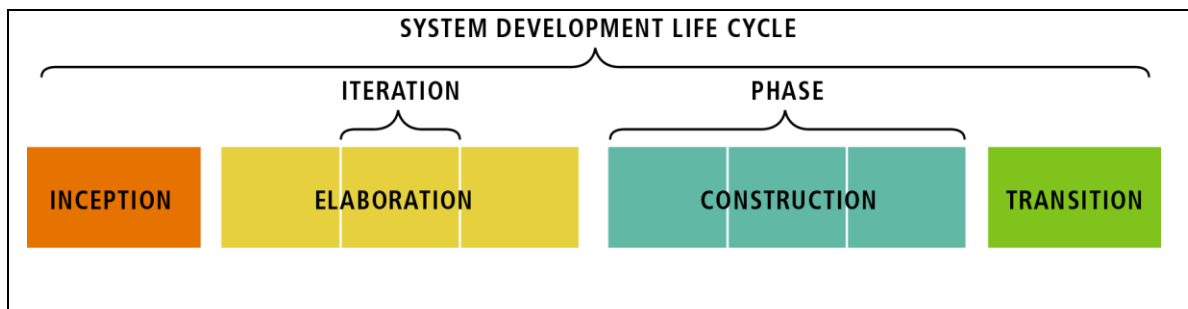 SYSTEM DEVELOPMENT LIFE CYCLE
ITERATION
PHASE
INCEPTION
ELABORATION
CONSTRUCTION
TRANSITION